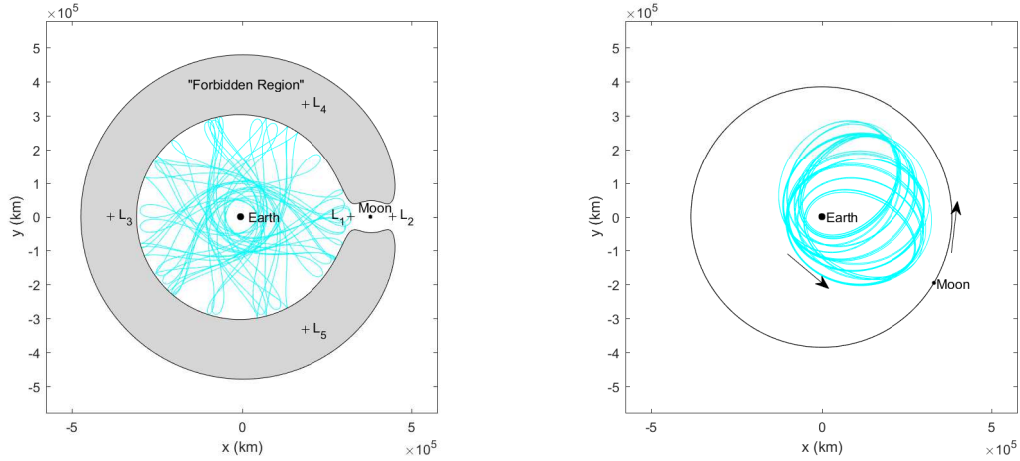 ×10⁵
5
4
3
2
1
0
-1
-2
-3
-4
-5
y (km)
"Forbidden Region"
+ L₄
+ L₃
Earth
L₁+
Moon
+ L₂
+ L₅
-5
0
5
x (km)
×10⁵
×10⁵
5
4
3
2
1
0
-1
-2
-3
-4
-5
y (km)
Earth
Moon
-5
0
5
x (km)
×10⁵